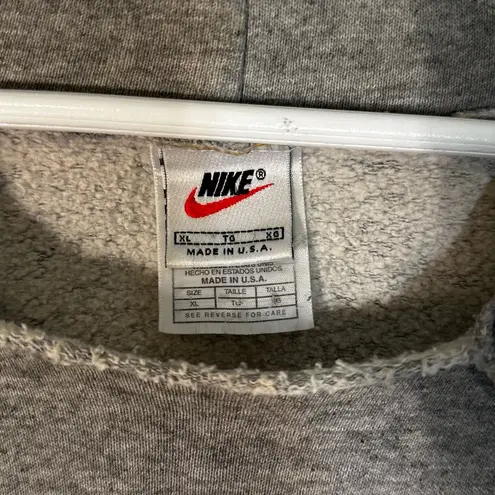 NIKE®
XL TG XG
MADE IN U.S.A.
HECHO EN ESTADOS UNIDOS
MADE IN U.S.A.
SIZE TAILLE TALLA
XL TG
SEE REVERSE FOR CARE